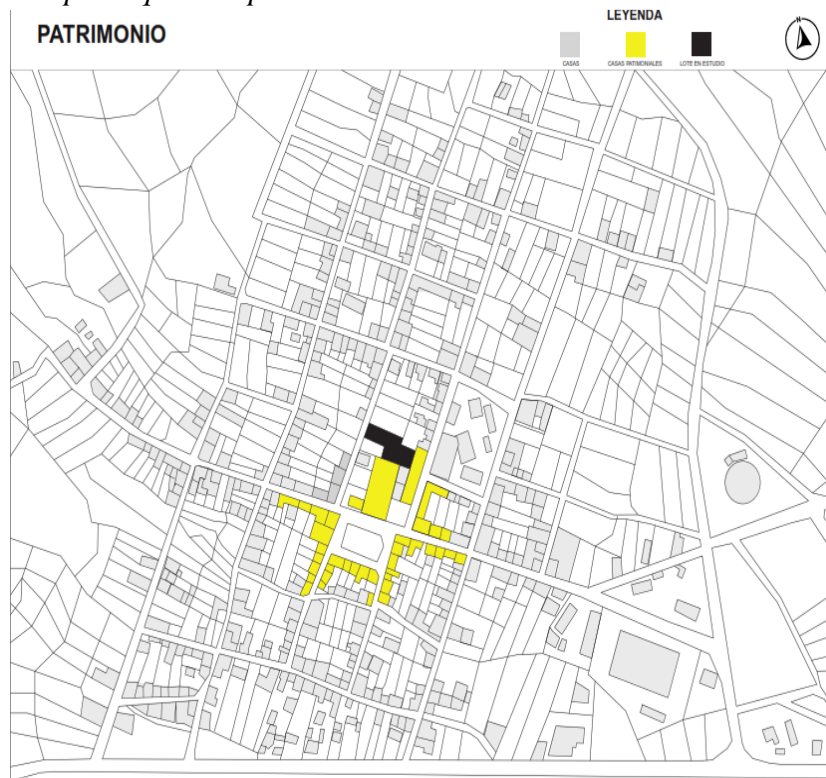 LEYENDA
PATRIMONIO
N
CASAS
CASAS PATIMONIALES
LOTE EN ESTUDIO